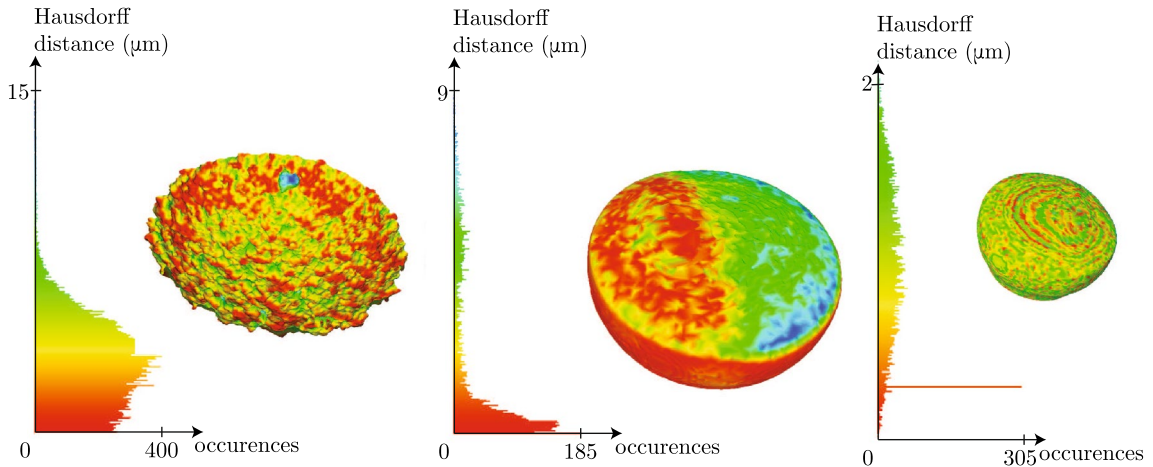 Hausdorff
distance (μm)
15
0
400
occurences
Hausdorff
distance (μm)
9
0
185
occurences
Hausdorff
distance (μm)
2
0
305
occurences